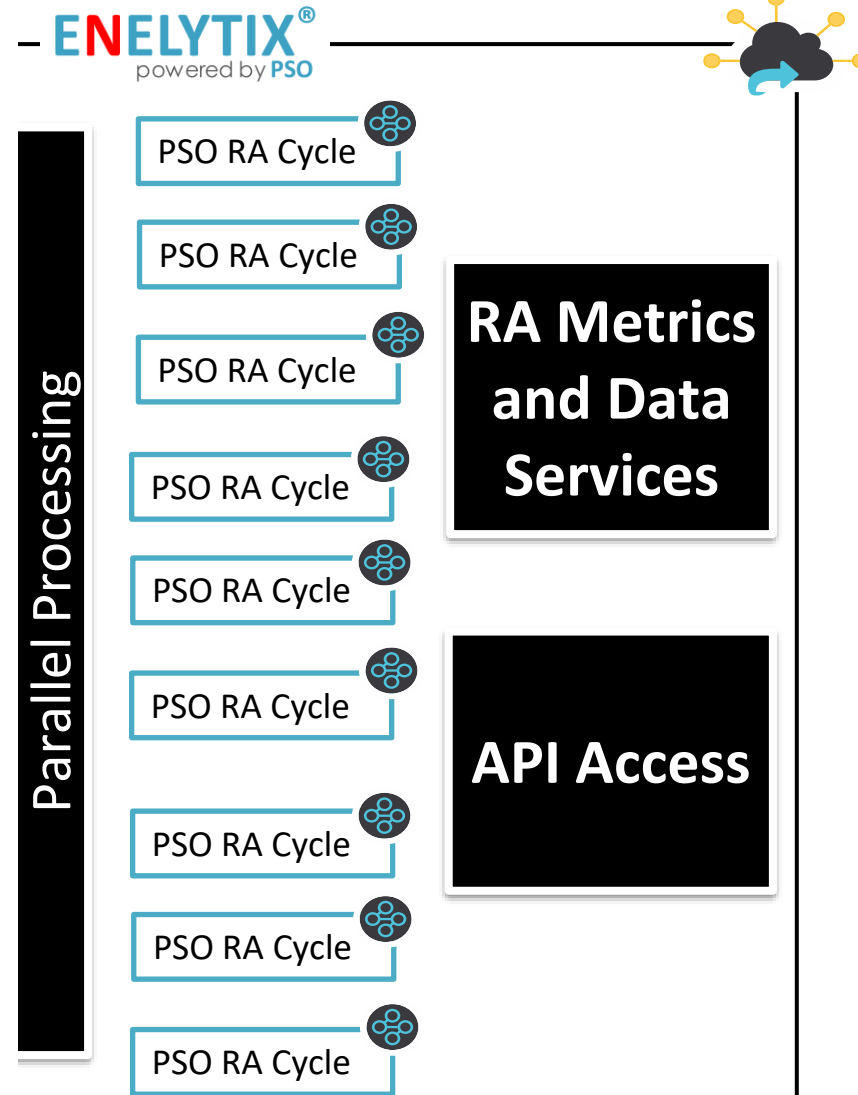 ENELYTIX®
powered by PSO
Parallel Processing
PSO RA Cycle
PSO RA Cycle
PSO RA Cycle
PSO RA Cycle
PSO RA Cycle
PSO RA Cycle
PSO RA Cycle
PSO RA Cycle
PSO RA Cycle
RA Metrics
and Data
Services
API Access